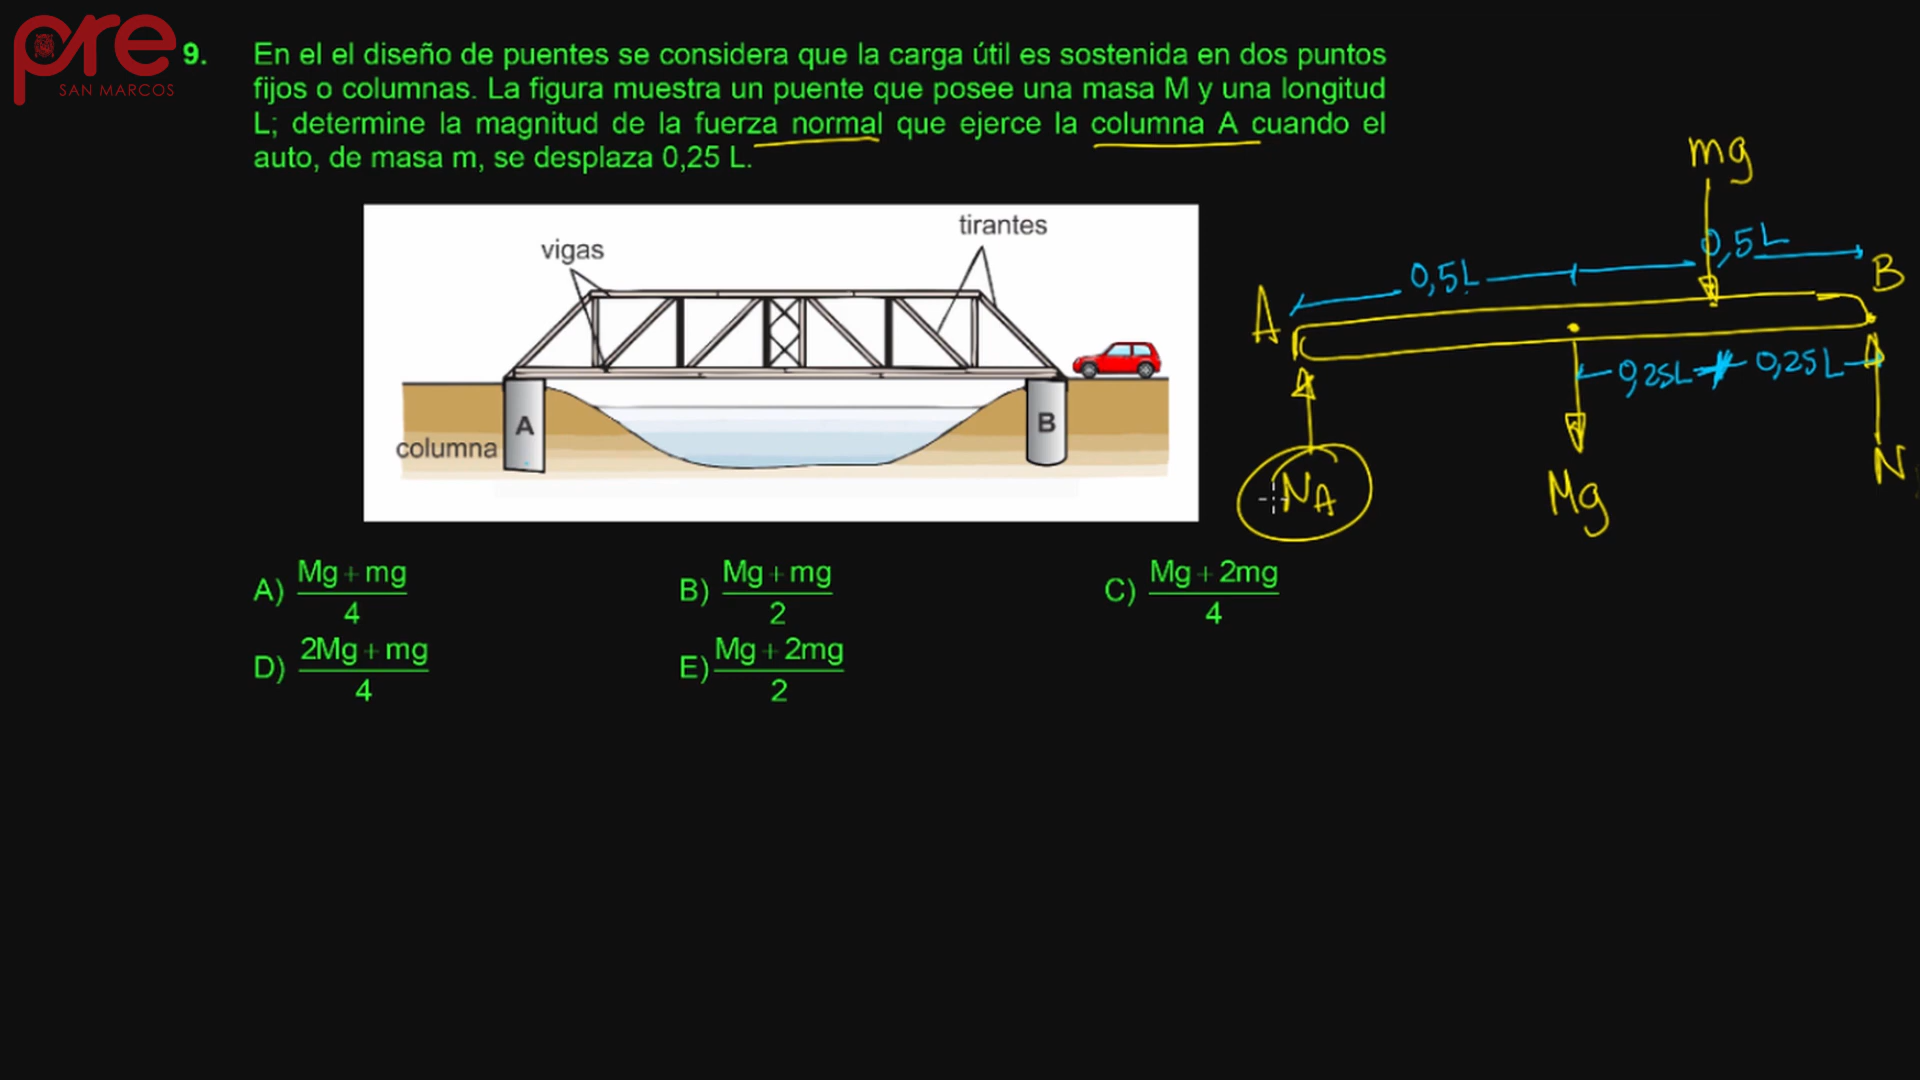 pre
SAN MARCOS
9. En el el diseño de puentes se considera que la carga útil es sostenida en dos puntos
fijos o columnas. La figura muestra un puente que posee una masa M y una longitud
L; determine la magnitud de la fuerza normal que ejerce la columna A cuando el
auto, de masa m, se desplaza 0,25 L.
vigas
tirantes
columna
A
B
mg
0,5L
0,5L
A
B
0,25L
0,25L
NA
Mg
N
A) Mg+mg/4
B) Mg+mg/2
C) Mg+2mg/4
D) 2Mg+mg/4
E) Mg+2mg/2